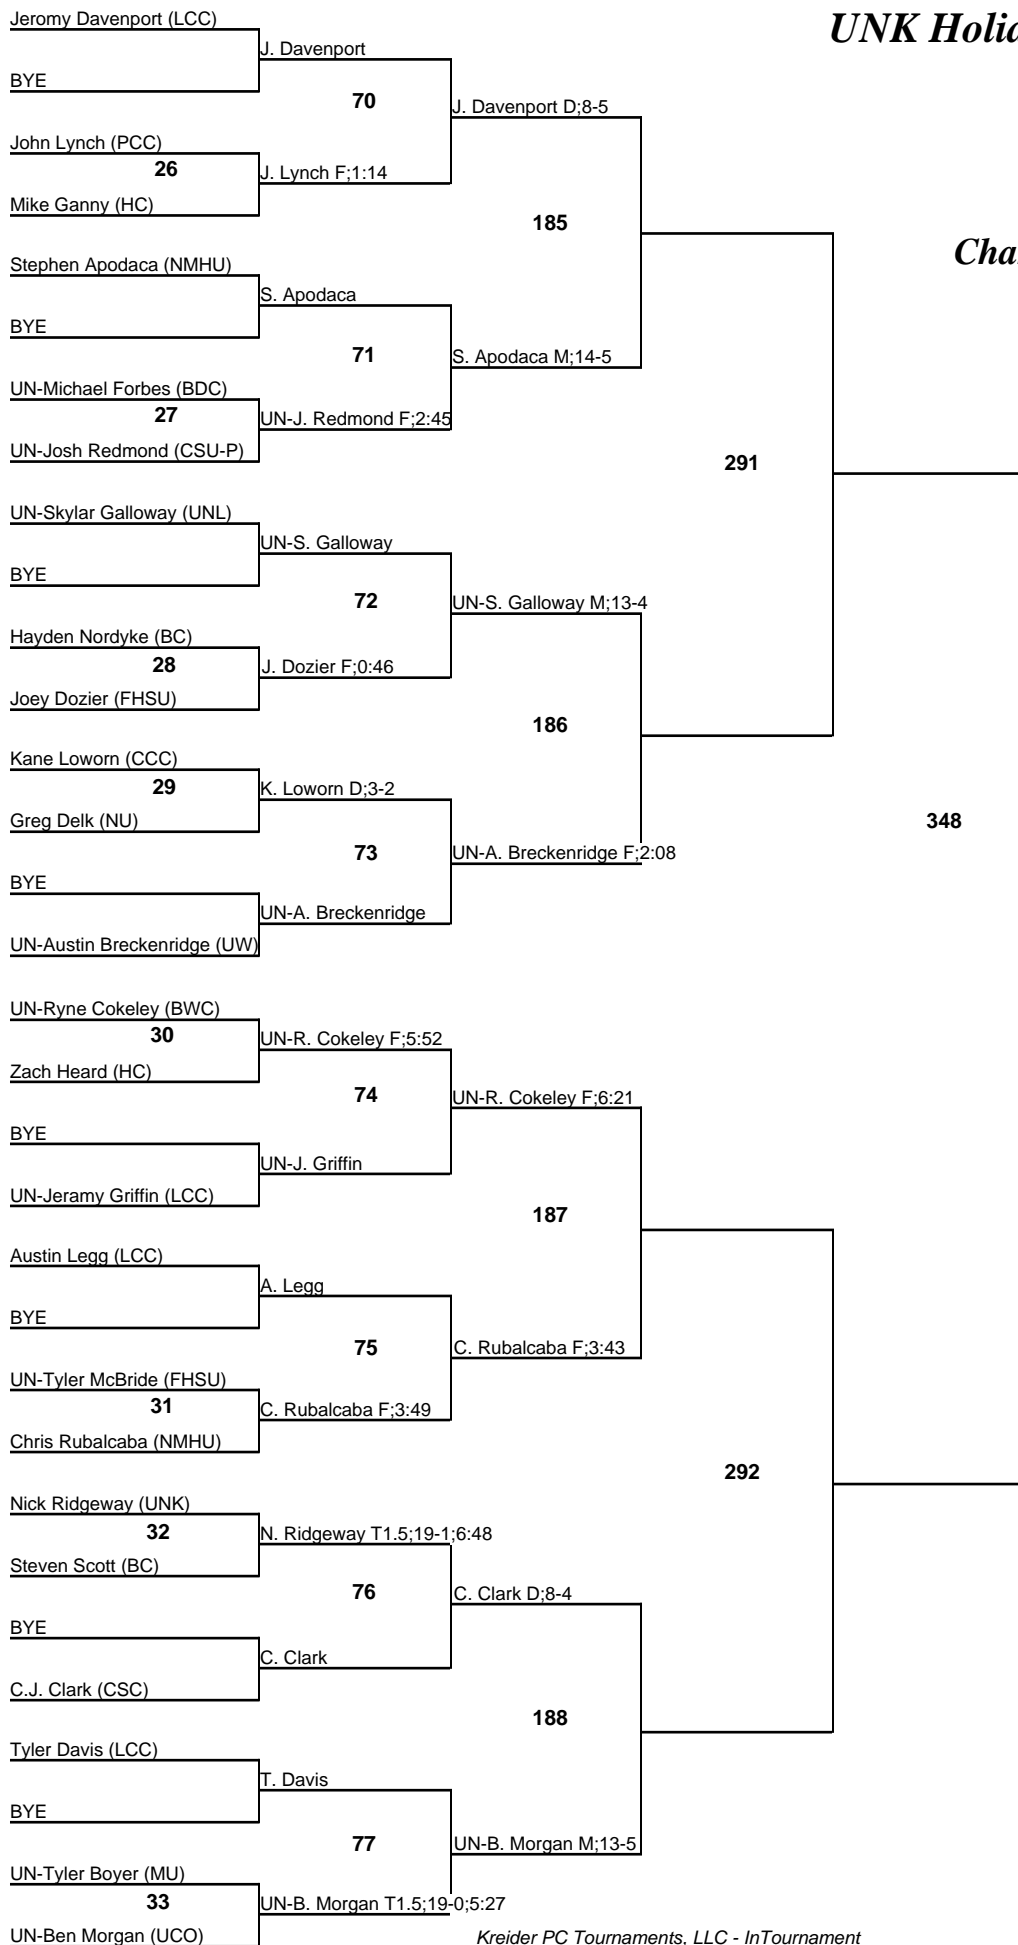 Jeromy Davenport (LCC)
UNK Holid
J. Davenport
BYE
70
J. Davenport D;8-5
John Lynch (PCC)
26
J. Lynch F;1:14
Mike Ganny (HC)
185
Stephen Apodaca (NMHU)
Cha
S. Apodaca
BYE
71
S. Apodaca M;14-5
UN-Michael Forbes (BDC)
27
UN-J. Redmond F;2:45
UN-Josh Redmond (CSU-P)
291
UN-Skylar Galloway (UNL)
UN-S. Galloway
BYE
72
UN-S. Galloway M;13-4
Hayden Nordyke (BC)
28
J. Dozier F;0:46
Joey Dozier (FHSU)
186
Kane Loworn (CCC)
29
K. Loworn D;3-2
Greg Delk (NU)
348
73
UN-A. Breckenridge F;2:08
BYE
UN-A. Breckenridge
UN-Austin Breckenridge (UW)
UN-Ryne Cokeley (BWC)
30
UN-R. Cokeley F;5:52
Zach Heard (HC)
74
UN-R. Cokeley F;6:21
BYE
UN-J. Griffin
UN-Jeramy Griffin (LCC)
187
Austin Legg (LCC)
A. Legg
BYE
75
C. Rubalcaba F;3:43
UN-Tyler McBride (FHSU)
31
C. Rubalcaba F;3:49
Chris Rubalcaba (NMHU)
292
Nick Ridgeway (UNK)
32
N. Ridgeway T1.5;19-1;6:48
Steven Scott (BC)
76
C. Clark D;8-4
BYE
C. Clark
C.J. Clark (CSC)
188
Tyler Davis (LCC)
T. Davis
BYE
77
UN-B. Morgan M;13-5
UN-Tyler Boyer (MU)
33
UN-B. Morgan T1.5;19-0;5:27
UN-Ben Morgan (UCO)
Kreider PC Tournaments, LLC - InTournament